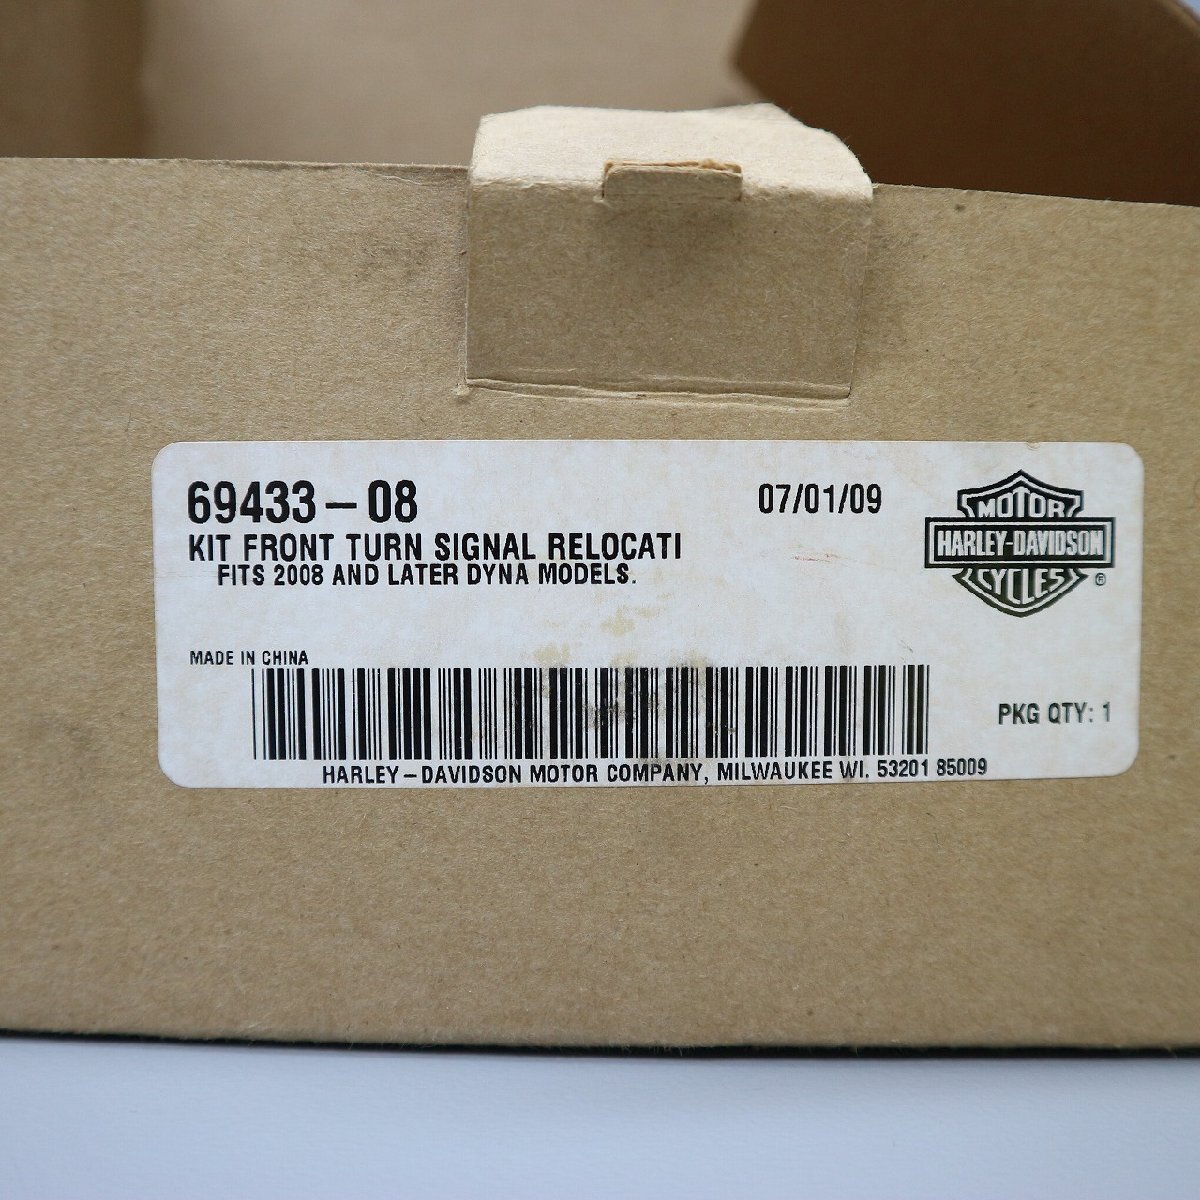 69433-08
07/01/09
KIT FRONT TURN SIGNAL RELOCATI
FITS 2008 AND LATER DYNA MODELS.
MOTOR
HARLEY-DAVIDSON
CYCLES®
MADE IN CHINA
PKG QTY: 1
HARLEY-DAVIDSON MOTOR COMPANY, MILWAUKEE WI. 53201 85009